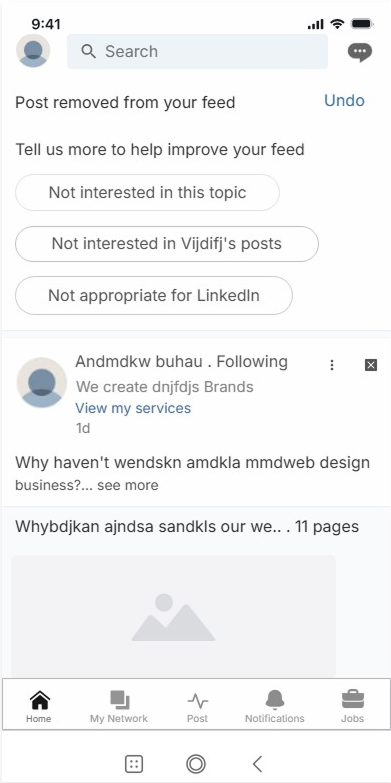 9:41
Search
Post removed from your feed
Undo
Tell us more to help improve your feed
Not interested in this topic
Not interested in Vijdifj's posts
Not appropriate for LinkedIn
Andmdkw buhau . Following
We create dnjfdjs Brands
View my services
1d
Why haven't wendskn amdkla mmdweb design
business?... see more
Whybdjkan ajndsa sandkls our we.. . 11 pages
Home
My Network
Post
Notifications
Jobs